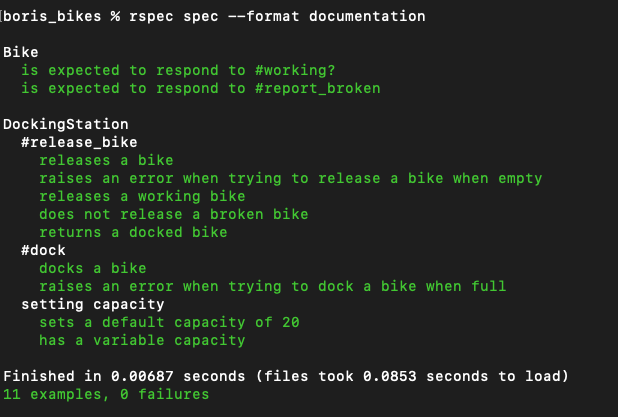 boris_bikes % rspec spec --format documentation
Bike
is expected to respond to #working?
is expected to respond to #report_broken
DockingStation
#release_bike
releases a bike
raises an error when trying to release a bike when empty
releases a working bike
does not release a broken bike
returns a docked bike
#dock
docks a bike
raises an error when trying to dock a bike when full
setting capacity
sets a default capacity of 20
has a variable capacity
Finished in 0.00687 seconds (files took 0.0853 seconds to load)
11 examples, 0 failures